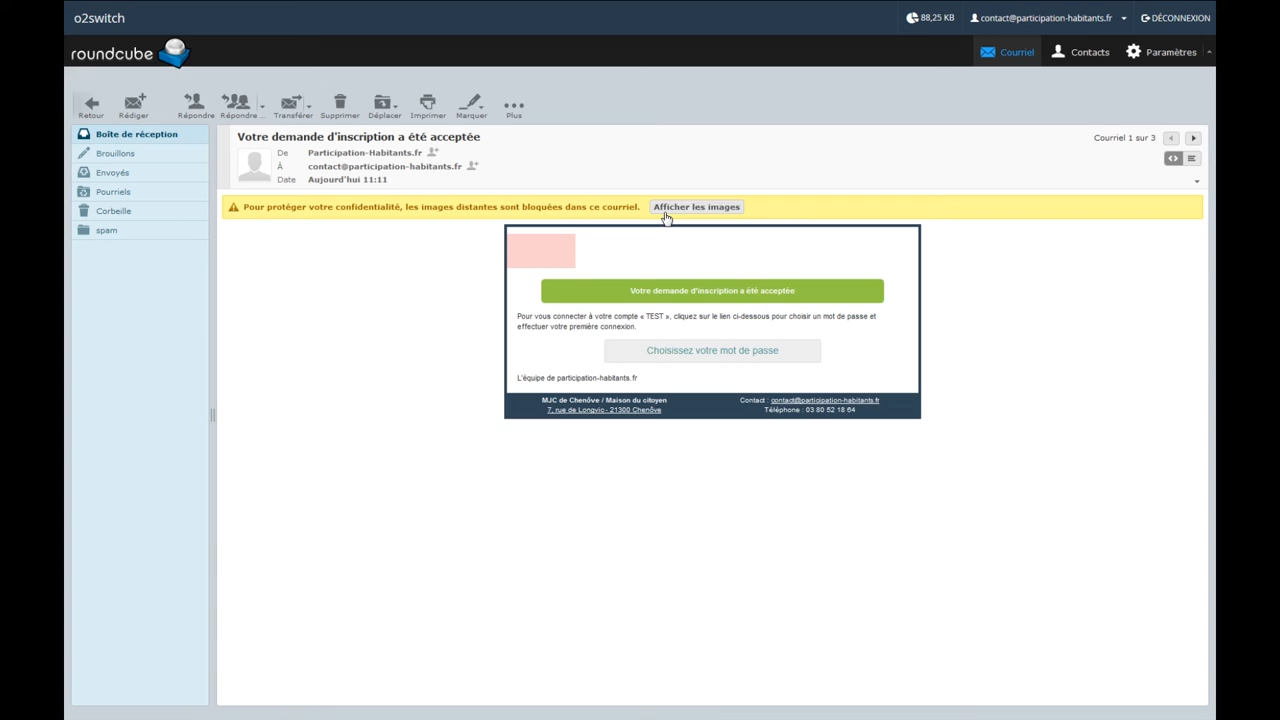 o2switch
88,25 KB
contact@participation-habitants.fr
DÉCONNEXION
roundcube
Courriel
Contacts
Paramètres
Retour
Rédiger
Répondre
Répondre ...
Transférer
Supprimer
Déplacer
Imprimer
Marquer
Plus
Boîte de réception
Brouillons
Envoyés
Pourriels
Corbeille
spam
Votre demande d'inscription a été acceptée
Courriel 1 sur 3
De Participation-Habitants.fr
À contact@participation-habitants.fr
Date Aujourd'hui 11:11
Pour protéger votre confidentialité, les images distantes sont bloquées dans ce courriel.
Afficher les images
Votre demande d'inscription a été acceptée
Pour vous connecter à votre compte « TEST », cliquez sur le lien ci-dessous pour choisir un mot de passe et
effectuer votre première connexion.
Choisissez votre mot de passe
L'équipe de participation-habitants.fr
MJC de Chenôve / Maison du citoyen
7, rue de Longvic - 21300 Chenôve
Contact : contact@participation-habitants.fr
Téléphone : 03 80 52 18 64